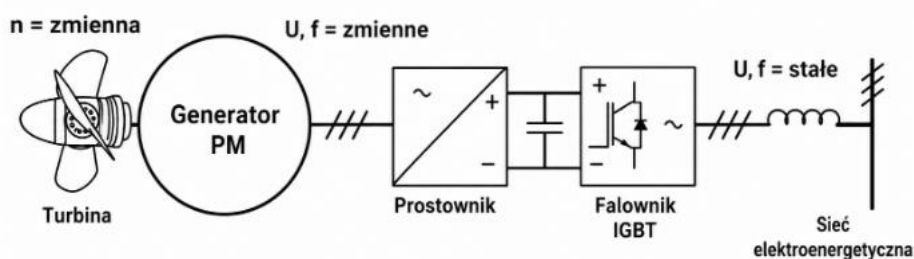 n = zmienna
U, f = zmienne
U, f = stałe
Generator
PM
~
+
−
+
−
~
Turbina
Prostownik
Falownik
IGBT
Sieć
elektroenergetyczna